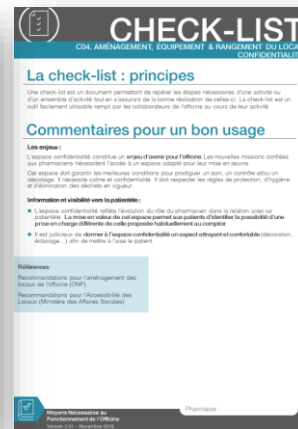 CHECK-LIST
C04. AMÉNAGEMENT, ÉQUIPEMENT & RANGEMENT DU LOCAL
CONFIDENTIALIT
La check-list : principes
Une check-list est un document permettant de repérer les étapes nécessaires d'une activité ou
d'un ensemble d'activité tout en s'assurant de la bonne réalisation de celles-ci. La check-list est un
outil facilement utilisable rempli par les collaborateurs de l'officine au cours de leur activité.
Commentaires pour un bon usage
Les enjeux :
L'espace confidentialité constitue un enjeu d'avenir pour l'officine. Les nouvelles missions confiées
aux pharmaciens nécessitent l'accès à un espace adapté pour leur mise en œuvre.
Cet espace doit garantir les meilleures conditions pour prodiguer un soin, un contrôle et/ou un
dépistage. Il nécessite calme et confidentialité. Il doit respecter les règles de protection, d'hygiène
et d'élimination des déchets en vigueur.
Information et visibilité vers la patientèle :
L'espace confidentialité reflète l'évolution du rôle du pharmacien dans la relation avec sa
patientèle. La mise en valeur de cet espace permet aux patients d'identifier la possibilité d'une
prise en charge différente de celle proposée habituellement au comptoir.
Il est judicieux de donner à l'espace confidentialité un aspect attrayant et confortable (décoration,
éclairage...) afin de mettre à l'aise le patient.
Références :
Recommandations pour l'aménagement des
locaux de l'officine (ONP)
Recommandations pour l'Accessibilité des
Locaux (Ministère des Affaires Sociales)
Moyens Nécessaires au
Fonctionnement de l'Officine
Version 2.01 – Novembre 2019
Pharmacie